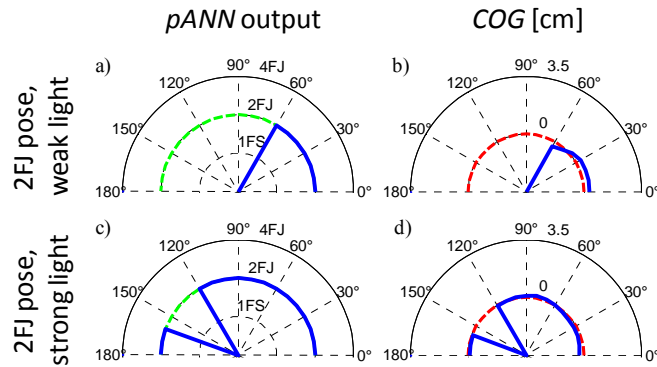 pANN output
COG [cm]
2FJ pose,
weak light
a)
90°
4FJ
120°
60°
2FJ
150°
30°
1FS
180°
0°
b)
90°
3.5
120°
60°
0
150°
30°
180°
0°
2FJ pose,
strong light
c)
90°
4FJ
120°
60°
2FJ
150°
30°
1FS
180°
0°
d)
90°
3.5
120°
60°
0
150°
30°
180°
0°